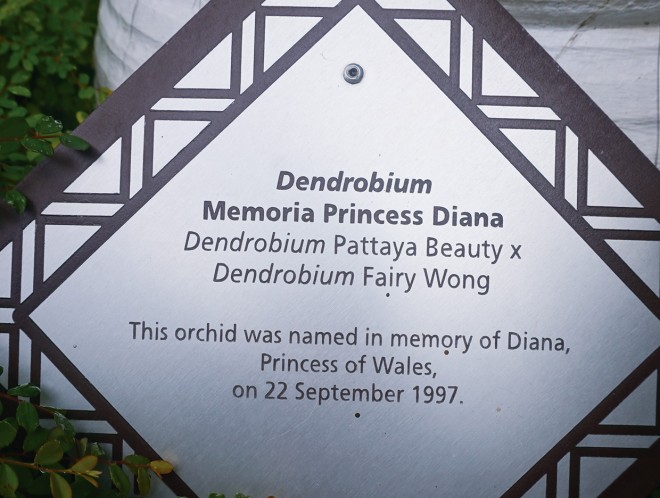 Dendrobium
Memoria Princess Diana
Dendrobium Pattaya Beauty x
Dendrobium Fairy Wong
This orchid was named in memory of Diana,
Princess of Wales,
on 22 September 1997.